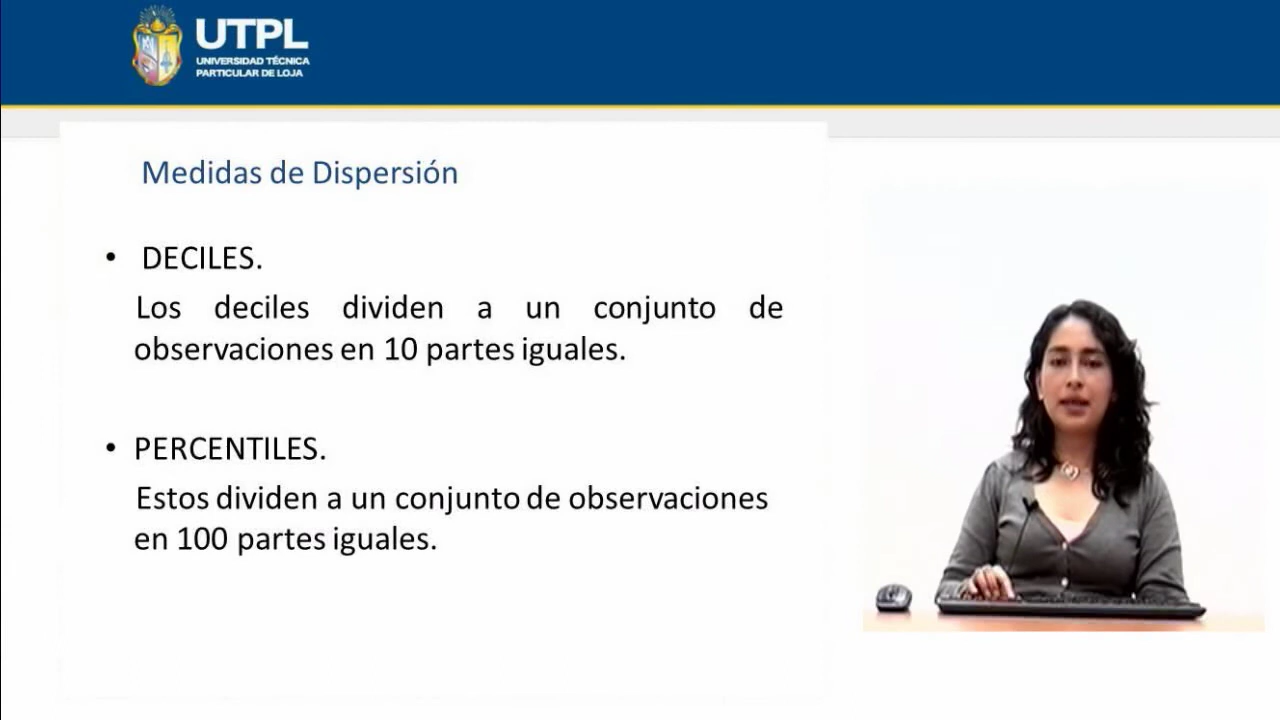 UTPL
UNIVERSIDAD TÉCNICA
PARTICULAR DE LOJA
Medidas de Dispersión
• DECILES.
Los deciles dividen a un conjunto de
observaciones en 10 partes iguales.
• PERCENTILES.
Estos dividen a un conjunto de observaciones
en 100 partes iguales.